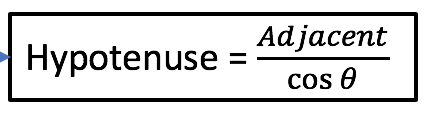 Hypotenuse = Adjacent / cos θ